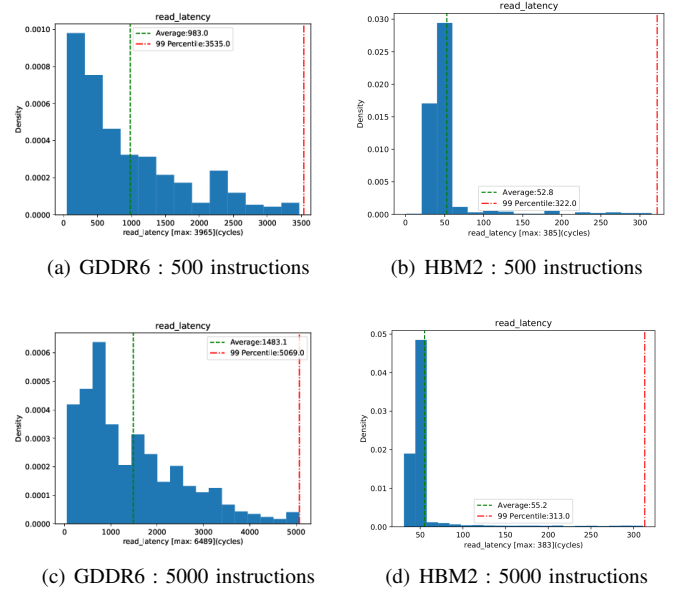 read_latency
Average:983.0
99 Percentile:3535.0
Density
0.0010
0.0008
0.0006
0.0004
0.0002
0.0000
0 500 1000 1500 2000 2500 3000 3500
read_latency [max: 3965](cycles)
(a) GDDR6 : 500 instructions
read_latency
Average:52.8
99 Percentile:322.0
Density
0.030
0.025
0.020
0.015
0.010
0.005
0.000
0 50 100 150 200 250 300
read_latency [max: 385](cycles)
(b) HBM2 : 500 instructions
read_latency
Average:1483.1
99 Percentile:5069.0
Density
0.0006
0.0005
0.0004
0.0003
0.0002
0.0001
0.0000
0 1000 2000 3000 4000 5000
read_latency [max: 6489](cycles)
(c) GDDR6 : 5000 instructions
read_latency
Average:55.2
99 Percentile:313.0
Density
0.05
0.04
0.03
0.02
0.01
0.00
50 100 150 200 250 300
read_latency [max: 383](cycles)
(d) HBM2 : 5000 instructions